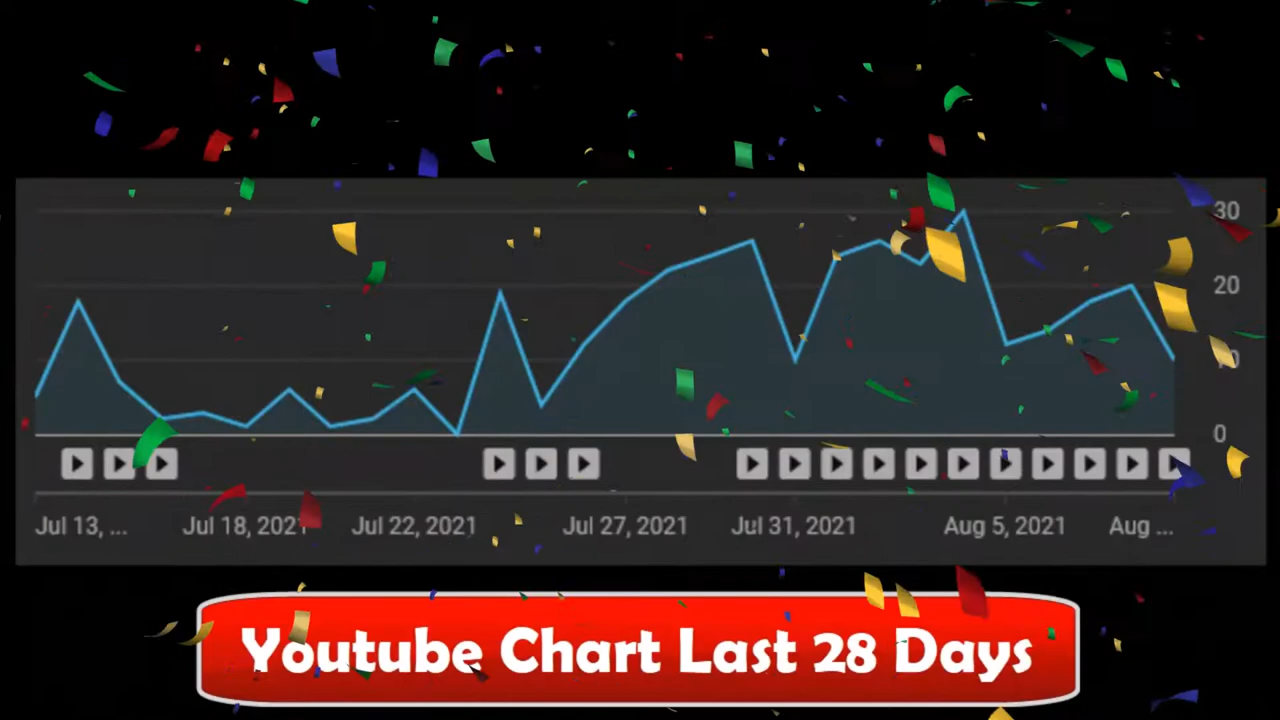 30
20
0
Jul 13, ... Jul 18, 2021 Jul 22, 2021 Jul 27, 2021 Jul 31, 2021 Aug 5, 2021 Aug ...
Youtube Chart Last 28 Days